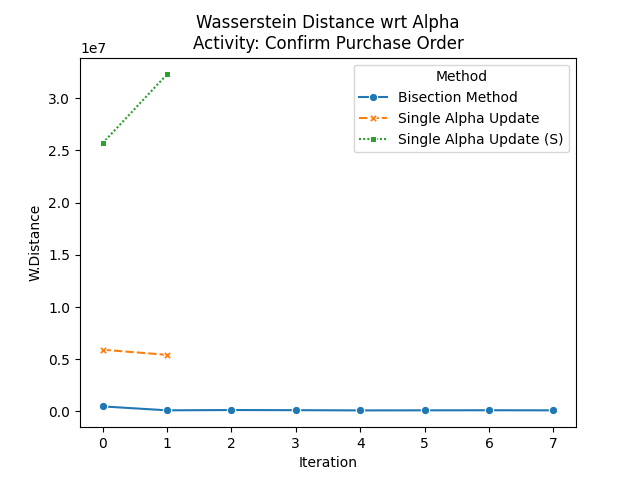 Wasserstein Distance wrt Alpha
Activity: Confirm Purchase Order
1e7
Method
Bisection Method
Single Alpha Update
Single Alpha Update (S)
3.0
2.5
2.0
1.5
1.0
0.5
0.0
W.Distance
0 1 2 3 4 5 6 7
Iteration